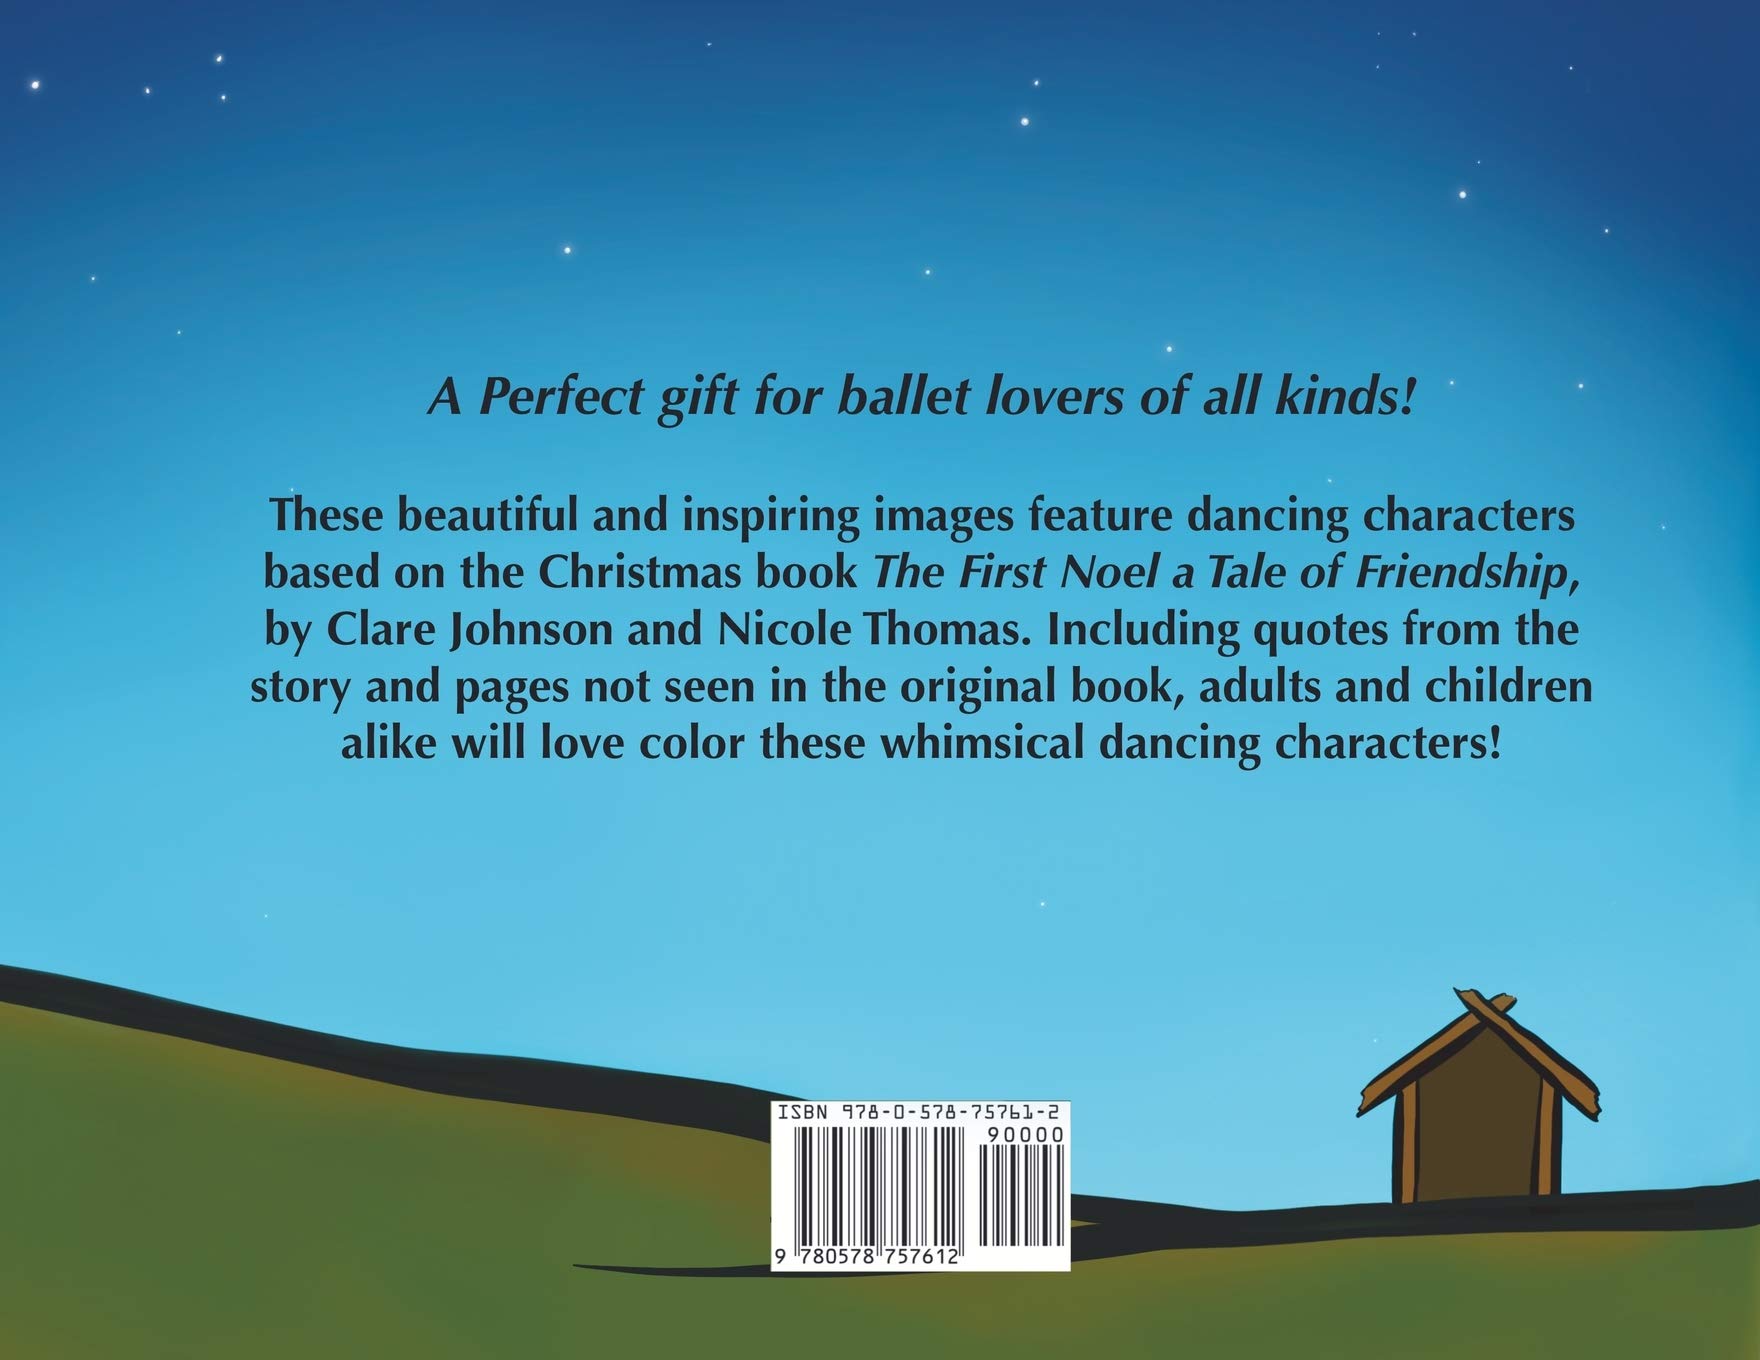 A Perfect gift for ballet lovers of all kinds!
These beautiful and inspiring images feature dancing characters
based on the Christmas book The First Noel a Tale of Friendship,
by Clare Johnson and Nicole Thomas. Including quotes from the
story and pages not seen in the original book, adults and children
alike will love color these whimsical dancing characters!
ISBN 978-0-578-75761-2
90000
9 780578 757612